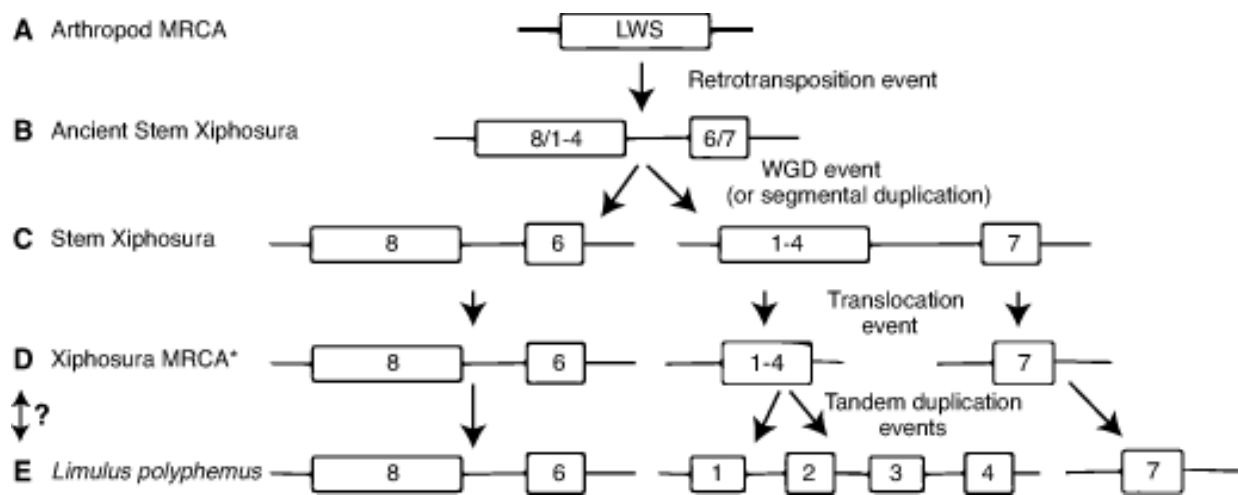 A Arthropod MRCA LWS
Retrotransposition event
B Ancient Stem Xiphosura 8/1-4 6/7
WGD event
(or segmental duplication)
C Stem Xiphosura 8 6 1-4 7
Translocation
event
D Xiphosura MRCA* 8 6 1-4 7
?
Tandem duplication
events
E Limulus polyphemus 8 6 1 2 3 4 7